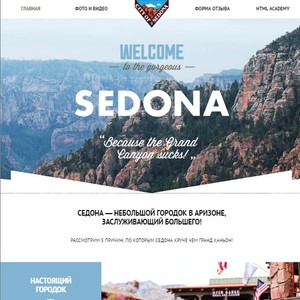 ГЛАВНАЯ
ФОТО И ВИДЕО
ФОРМА ОТЗЫВА
HTML ACADEMY
WELCOME
to the gorgeous
SEDONA
“Because the Grand
Canyon sucks!”
СЕДОНА — НЕБОЛЬШОЙ ГОРОДОК В АРИЗОНЕ,
ЗАСЛУЖИВАЮЩИЙ БОЛЬШЕГО!
РАССМОТРИМ 5 ПРИЧИН, ПО КОТОРЫМ СЕДОНА КРУЧЕ ЧЕМ ГРАНД КАНЬОН!
НАСТОЯЩИЙ
ГОРОДОК